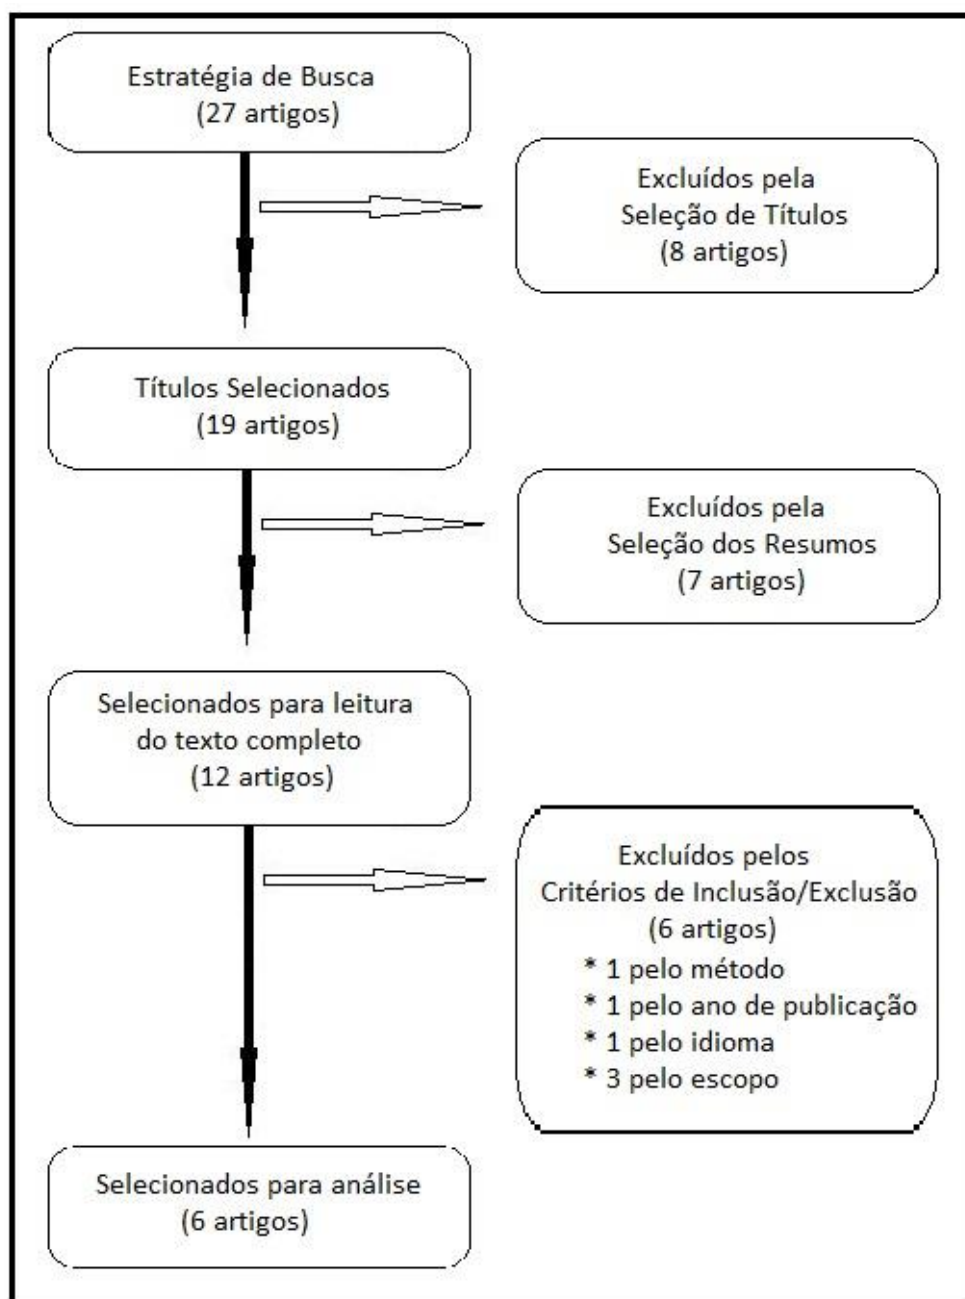 Estratégia de Busca
(27 artigos)
Excluídos pela
Seleção de Títulos
(8 artigos)
Títulos Selecionados
(19 artigos)
Excluídos pela
Seleção dos Resumos
(7 artigos)
Selecionados para leitura
do texto completo
(12 artigos)
Excluídos pelos
Critérios de Inclusão/Exclusão
(6 artigos)
* 1 pelo método
* 1 pelo ano de publicação
* 1 pelo idioma
* 3 pelo escopo
Selecionados para análise
(6 artigos)